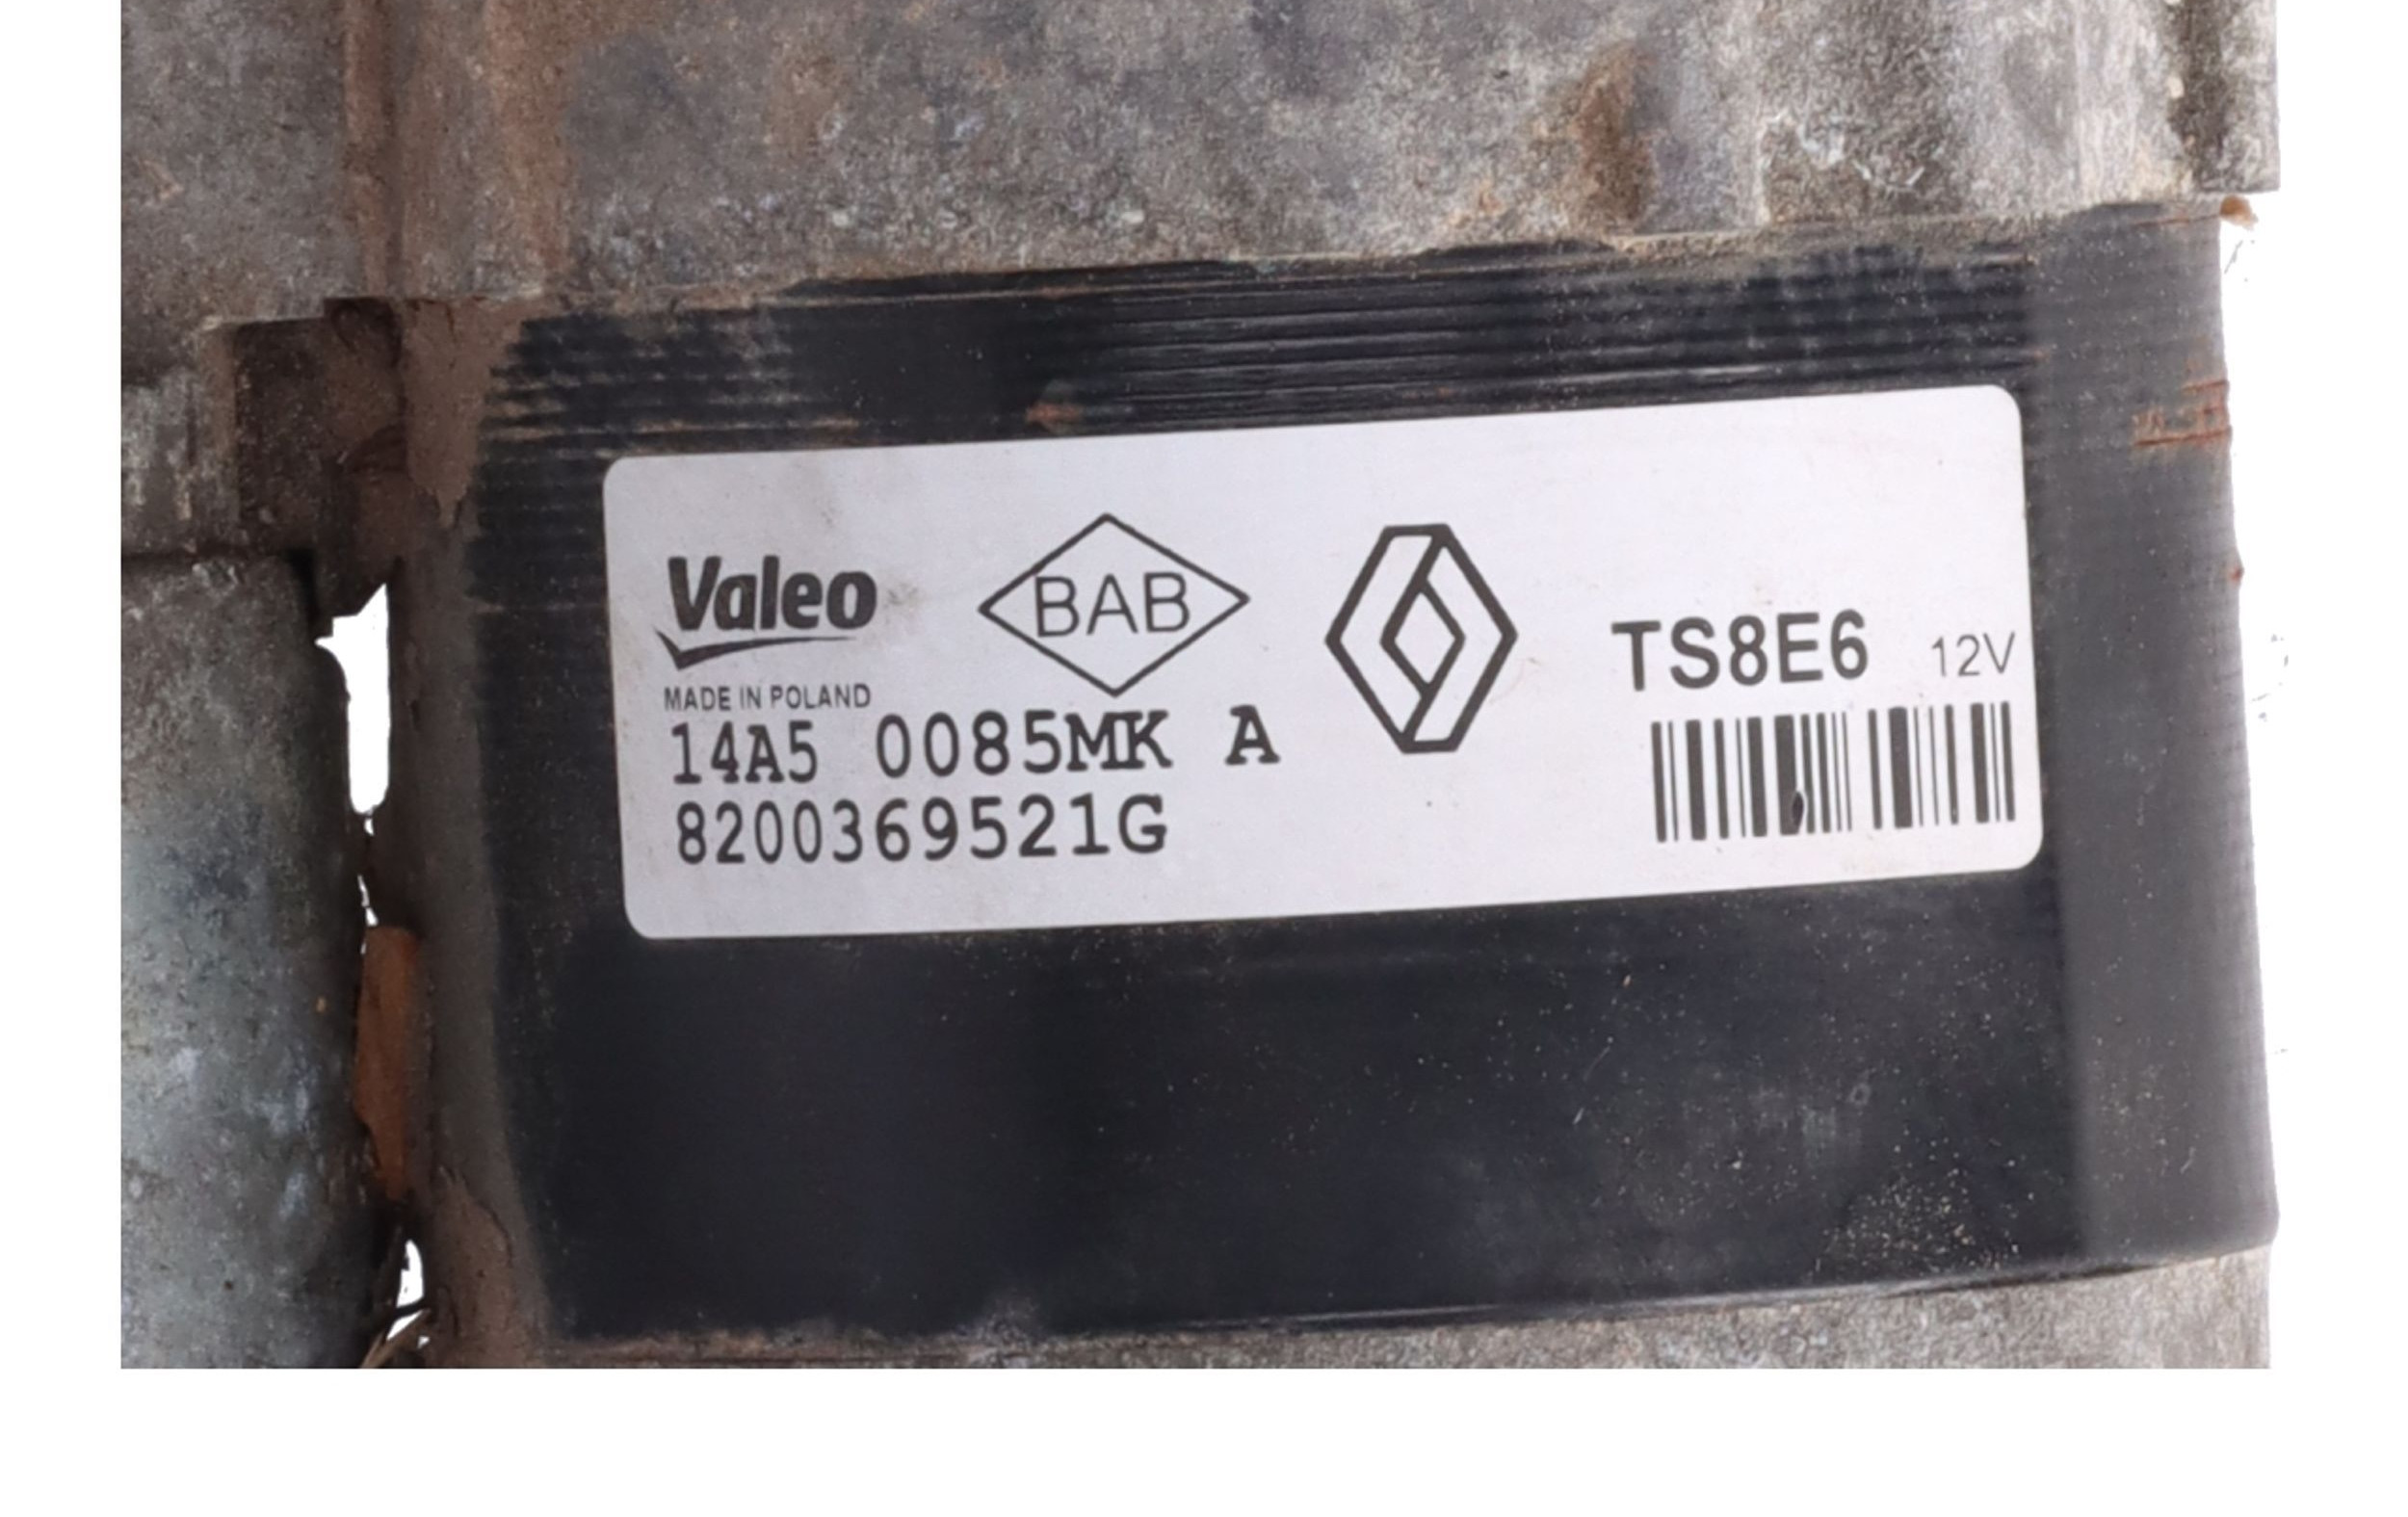 Valeo
BAB
TS8E6 12V
MADE IN POLAND
14A5 0085MK A
8200369521G